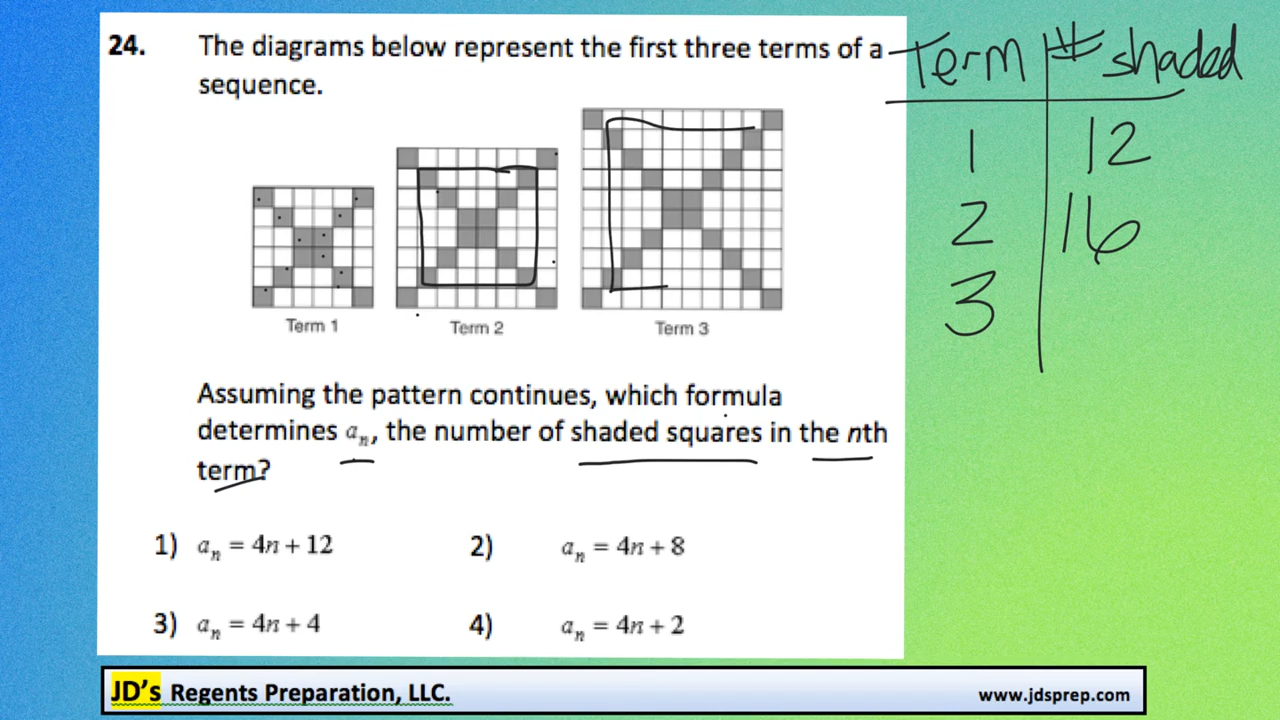 24. The diagrams below represent the first three terms of a
sequence.
Term 1 Term 2 Term 3
Assuming the pattern continues, which formula
determines aₙ, the number of shaded squares in the nth
term?
1) aₙ = 4n + 12 2) aₙ = 4n + 8
3) aₙ = 4n + 4 4) aₙ = 4n + 2
Term # shaded
1 12
2 16
3
JD's Regents Preparation, LLC. www.jdsprep.com